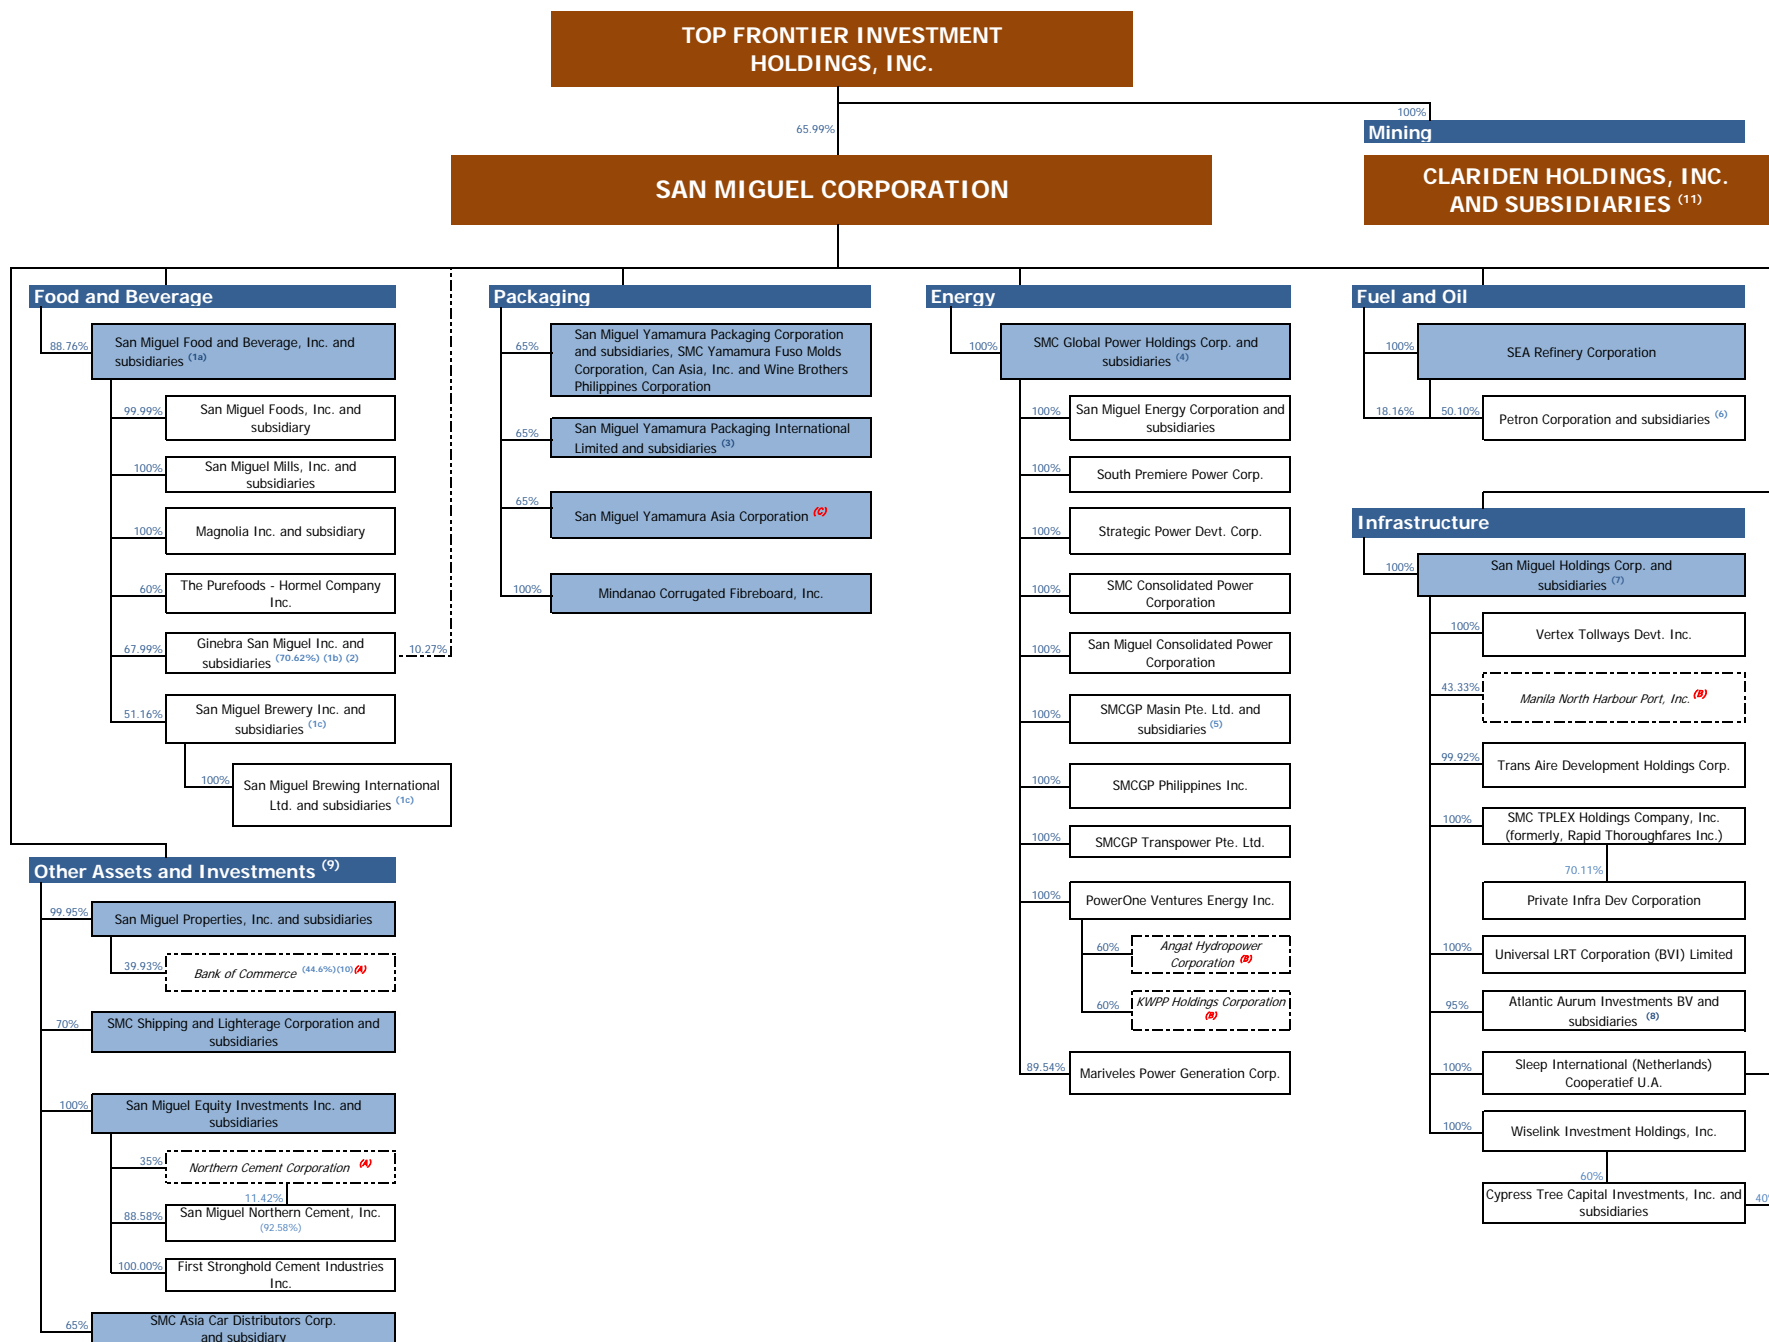 TOP FRONTIER INVESTMENT
HOLDINGS, INC.
65.99%
100%
Mining
SAN MIGUEL CORPORATION
CLARIDEN HOLDINGS, INC.
AND SUBSIDIARIES (11)
Food and Beverage
88.76%
San Miguel Food and Beverage, Inc. and
subsidiaries (1a)
99.99%
San Miguel Foods, Inc. and
subsidiary
100%
San Miguel Mills, Inc. and
subsidiaries
100%
Magnolia Inc. and subsidiary
60%
The Purefoods - Hormel Company
Inc.
67.99%
Ginebra San Miguel Inc. and
subsidiaries (70.62%) (1b) (2)
10.27%
51.16%
San Miguel Brewery Inc. and
subsidiaries (1c)
100%
San Miguel Brewing International
Ltd. and subsidiaries (1c)
Other Assets and Investments (9)
99.95%
San Miguel Properties, Inc. and subsidiaries
39.93%
Bank of Commerce (44.6%)(10)(A)
70%
SMC Shipping and Lighterage Corporation and
subsidiaries
100%
San Miguel Equity Investments Inc. and
subsidiaries
35%
Northern Cement Corporation (A)
11.42%
88.58%
San Miguel Northern Cement, Inc.
(92.58%)
100.00%
First Stronghold Cement Industries
Inc.
65%
SMC Asia Car Distributors Corp.
and subsidiary
Packaging
65%
San Miguel Yamamura Packaging Corporation
and subsidiaries, SMC Yamamura Fuso Molds
Corporation, Can Asia, Inc. and Wine Brothers
Philippines Corporation
65%
San Miguel Yamamura Packaging International
Limited and subsidiaries (3)
65%
San Miguel Yamamura Asia Corporation (C)
100%
Mindanao Corrugated Fibreboard, Inc.
Energy
100%
SMC Global Power Holdings Corp. and
subsidiaries (4)
100%
San Miguel Energy Corporation and
subsidiaries
100%
South Premiere Power Corp.
100%
Strategic Power Devt. Corp.
100%
SMC Consolidated Power
Corporation
100%
San Miguel Consolidated Power
Corporation
100%
SMCGP Masin Pte. Ltd. and
subsidiaries (5)
100%
SMCGP Philippines Inc.
100%
SMCGP Transpower Pte. Ltd.
100%
PowerOne Ventures Energy Inc.
60%
Angat Hydropower
Corporation (B)
60%
KWPP Holdings Corporation
(B)
89.54%
Mariveles Power Generation Corp.
Fuel and Oil
100%
SEA Refinery Corporation
18.16%
50.10%
Petron Corporation and subsidiaries (6)
Infrastructure
100%
San Miguel Holdings Corp. and
subsidiaries (7)
100%
Vertex Tollways Devt. Inc.
43.33%
Manila North Harbour Port, Inc. (B)
99.92%
Trans Aire Development Holdings Corp.
100%
SMC TPLEX Holdings Company, Inc.
(formerly, Rapid Thoroughfares Inc.)
70.11%
Private Infra Dev Corporation
100%
Universal LRT Corporation (BVI) Limited
95%
Atlantic Aurum Investments BV and
subsidiaries (8)
100%
Sleep International (Netherlands)
Cooperatief U.A.
100%
Wiselink Investment Holdings, Inc.
60%
Cypress Tree Capital Investments, Inc. and
subsidiaries